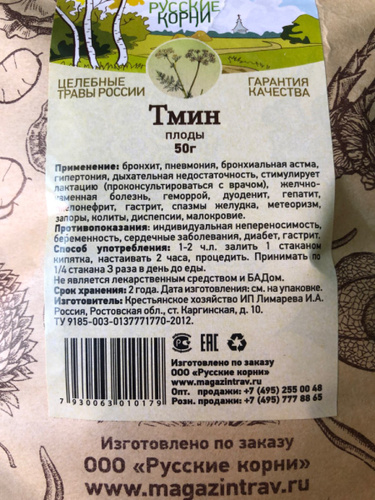 РУССКИЕ
КОРНИ
ЦЕЛЕБНЫЕ
ТРАВЫ РОССИИ
ГАРАНТИЯ
КАЧЕСТВА
Тмин
плоды
50г
Применение: бронхит, пневмония, бронхиальная астма,
гипертония, дыхательная недостаточность, стимулирует
лактацию (проконсультироваться с врачом), желчно-
каменная болезнь, геморрой, дуоденит, гепатит,
пиелонефрит, гастрит, спазмы желудка, метеоризм,
запоры, колиты, диспепсии, малокровие.
Противопоказания: индивидуальная непереносимость,
беременность, сердечные заболевания, диабет, гастрит.
Способ употребления: 1-2 ч.л. залить 1 стаканом
кипятка, настаивать 2 часа, процедить. Принимать по
1/4 стакана 3 раза в день до еды.
Не является лекарственным средством и БАДом.
Срок хранения: 2 года. Дата изготовления: см. на упаковке.
Изготовитель: Крестьянское хозяйство ИП Лимарева И.А.
Россия, Ростовская обл., ст. Каргинская, д. 10.
ТУ 9185-003-0137771770-2012.
EAC
Изготовлено по заказу
ООО «Русские корни»
www.magazintrav.ru
Опт. продажи: +7 (495) 255 00 48
Розн. продажи: +7 (495) 777 88 65
7 930063 010179
Изготовлено по заказу
ООО «Русские корни»
www.magazintrav.ru